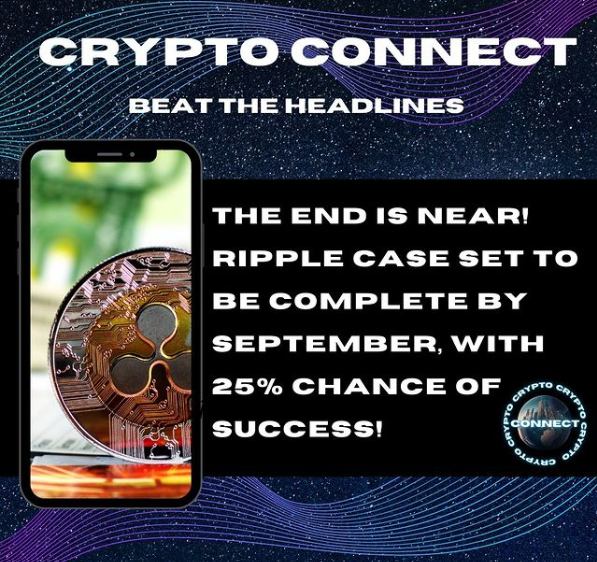 CRYPTO CONNECT
BEAT THE HEADLINES
THE END IS NEAR!
RIPPLE CASE SET TO
BE COMPLETE BY
SEPTEMBER, WITH
25% CHANCE OF
SUCCESS!
CRYPTO CRYPTO CRYPTO CRYPTO CRYPTO
CONNECT